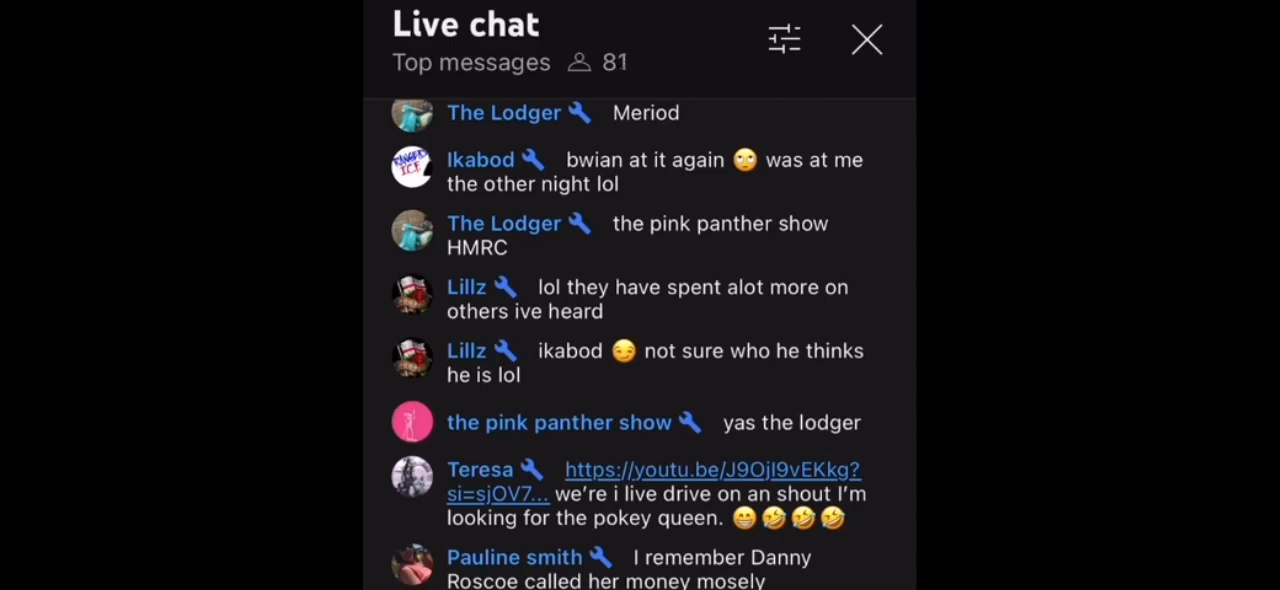 Live chat
Top messages 81
The Lodger Meriod
Ikabod bwian at it again 🙄 was at me
the other night lol
The Lodger the pink panther show
HMRC
Lillz lol they have spent alot more on
others ive heard
Lillz ikabod 😏 not sure who he thinks
he is lol
the pink panther show yas the lodger
Teresa https://youtu.be/J9OjI9vEKkg?
si=sjOV7... we’re i live drive on an shout I’m
looking for the pokey queen. 😁🤣🤣🤣
Pauline smith I remember Danny
Roscoe called her money mosely